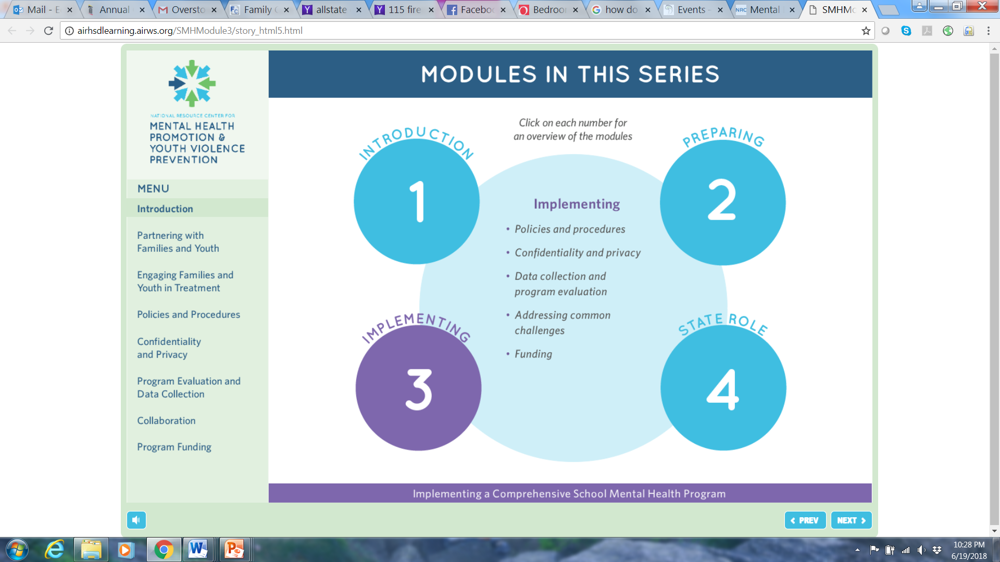 Mail - E
Annual
Oversto
Family
allstate
115 fire
Faceboo
Bedroor
how do
Events -
NRC Mental
SMHMo
airhsdlearning.airws.org/SMHModule3/story_html5.html
NATIONAL RESOURCE CENTER FOR
MENTAL HEALTH
PROMOTION &
YOUTH VIOLENCE
PREVENTION
MENU
Introduction
Partnering with
Families and Youth
Engaging Families and
Youth in Treatment
Policies and Procedures
Confidentiality
and Privacy
Program Evaluation and
Data Collection
Collaboration
Program Funding
MODULES IN THIS SERIES
Click on each number for
an overview of the modules
INTRODUCTION
1
PREPARING
2
Implementing
• Policies and procedures
• Confidentiality and privacy
• Data collection and
program evaluation
• Addressing common
challenges
• Funding
IMPLEMENTING
3
STATE ROLE
4
Implementing a Comprehensive School Mental Health Program
PREV
NEXT
10:28 PM
6/19/2018